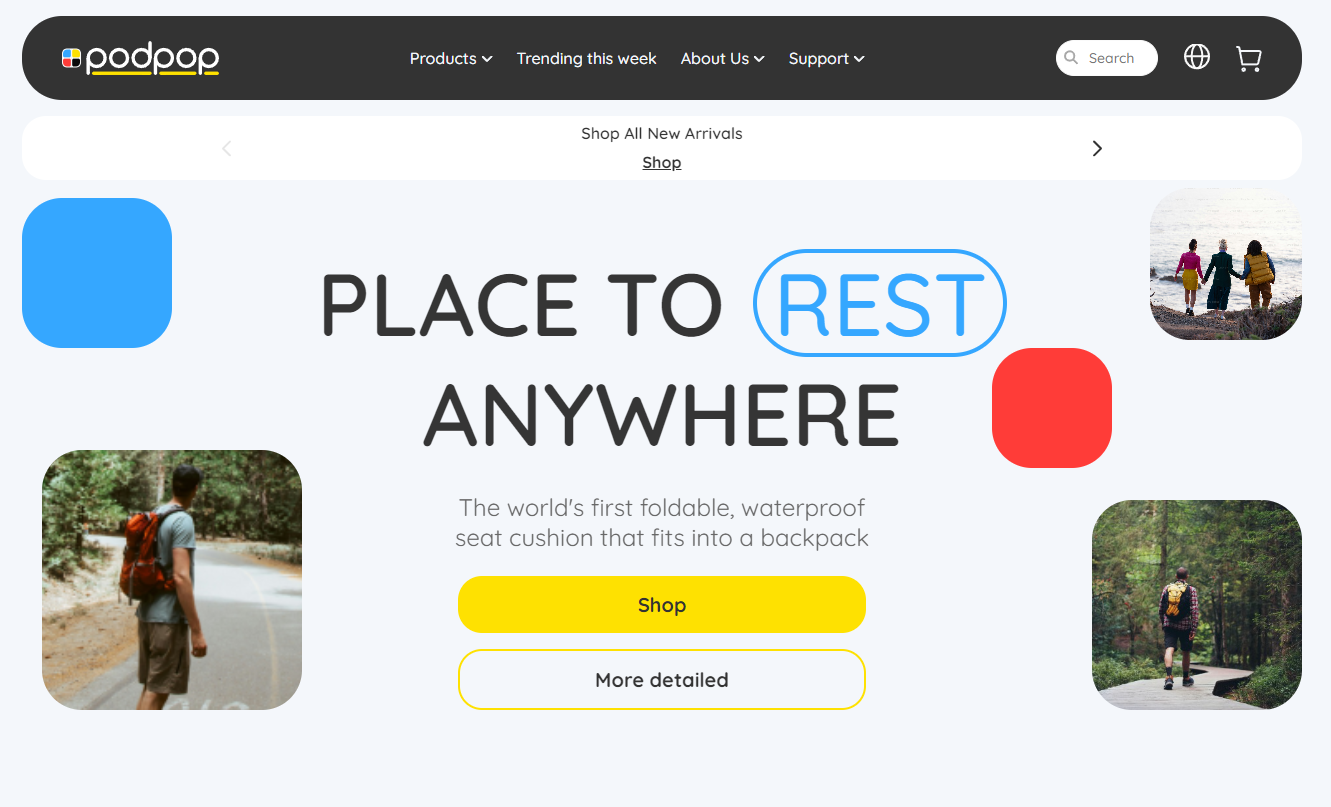 podpop
Products
Trending this week
About Us
Support
Search
Shop All New Arrivals
Shop
PLACE TO REST
ANYWHERE
The world's first foldable, waterproof
seat cushion that fits into a backpack
Shop
More detailed